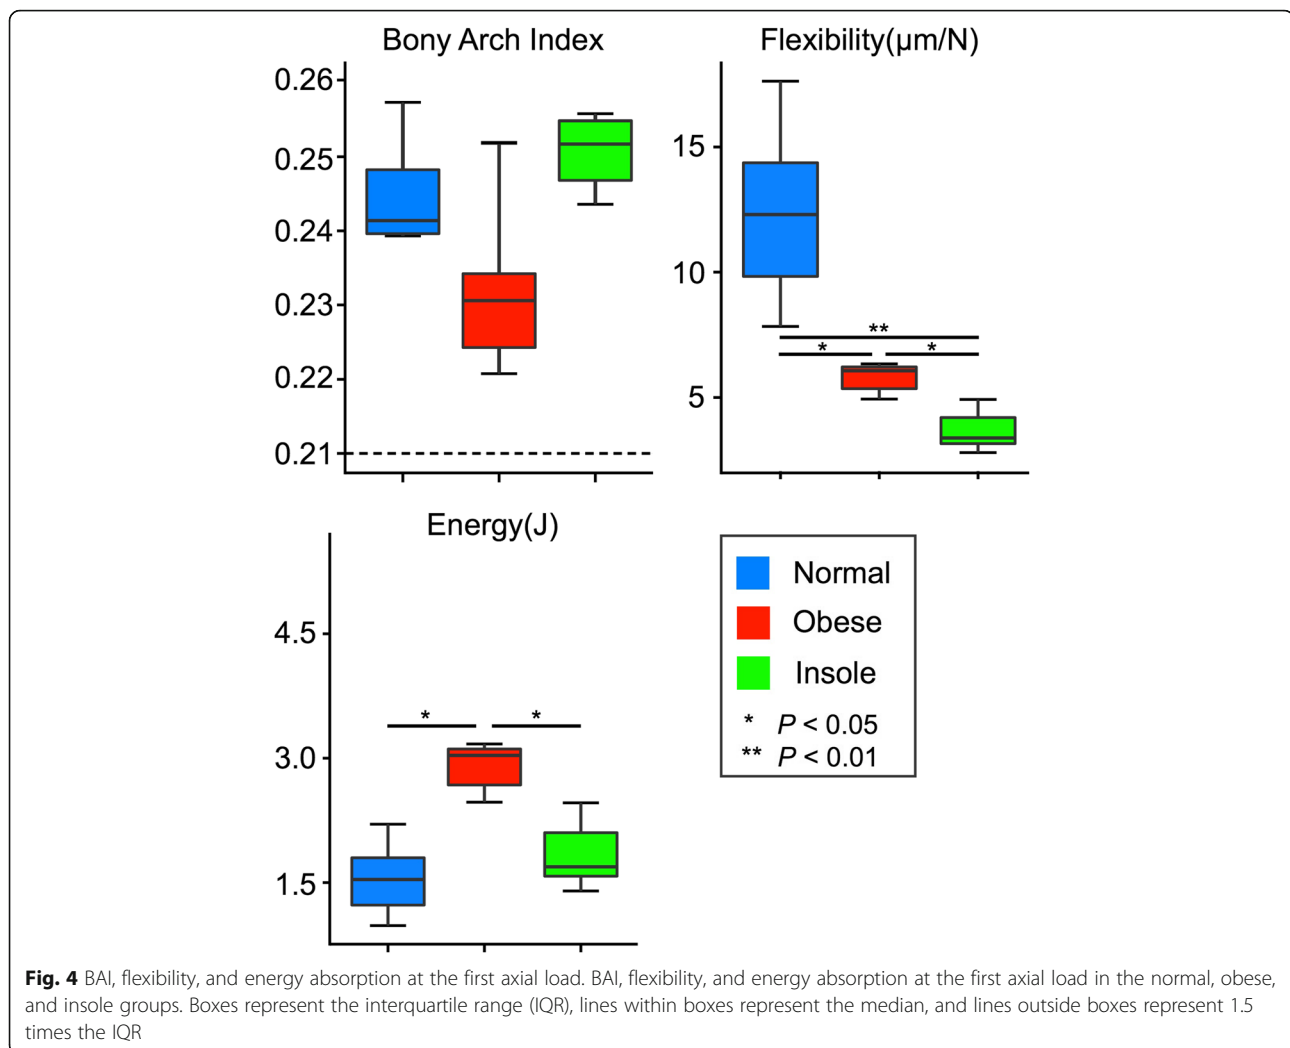 Bony Arch Index
0.26
0.25
0.24
0.23
0.22
0.21
Flexibility(µm/N)
15
10
5
**
* *
Energy(J)
4.5
3.0
1.5
* *
Normal
Obese
Insole
* P < 0.05
** P < 0.01
Fig. 4 BAI, flexibility, and energy absorption at the first axial load. BAI, flexibility, and energy absorption at the first axial load in the normal, obese,
and insole groups. Boxes represent the interquartile range (IQR), lines within boxes represent the median, and lines outside boxes represent 1.5
times the IQR